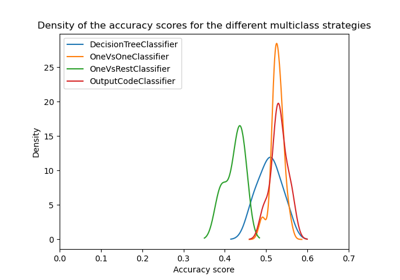 Density of the accuracy scores for the different multiclass strategies
DecisionTreeClassifier
OneVsOneClassifier
OneVsRestClassifier
OutputCodeClassifier
25
20
15
10
5
0
Density
0.0 0.1 0.2 0.3 0.4 0.5 0.6 0.7
Accuracy score